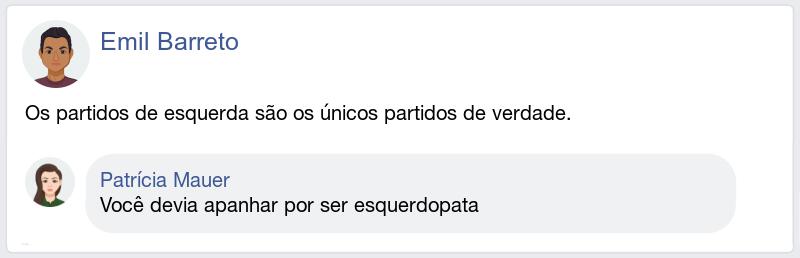 Emil Barreto
Os partidos de esquerda são os únicos partidos de verdade.
Patrícia Mauer
Você devia apanhar por ser esquerdopata